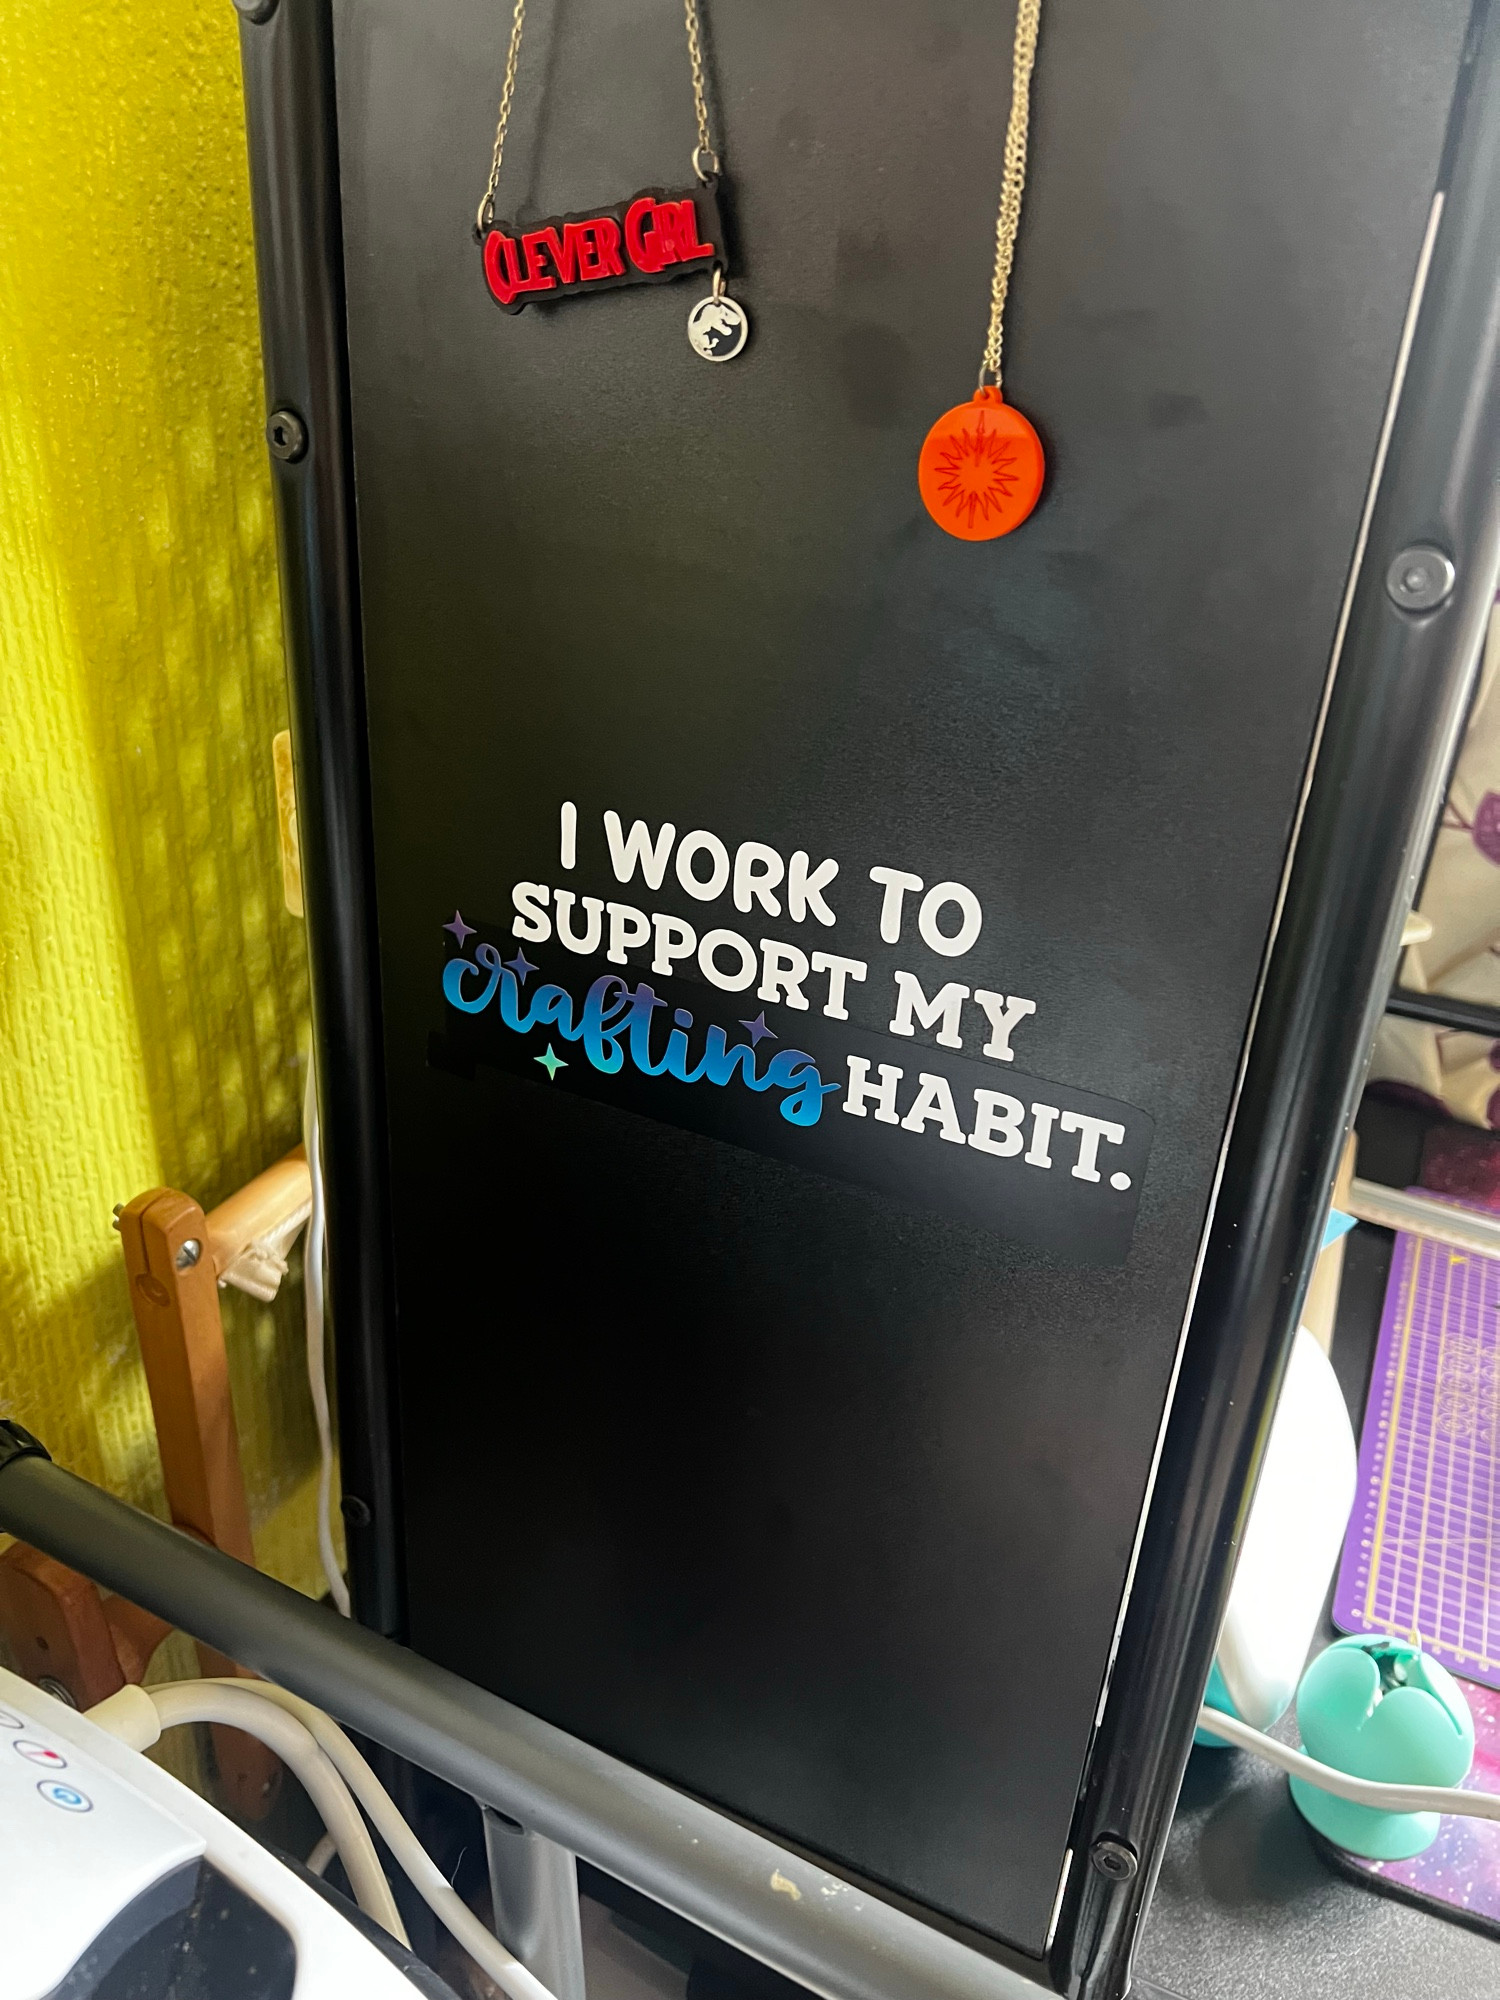 CLEVER GIRL
I WORK TO
SUPPORT MY
crafting HABIT.